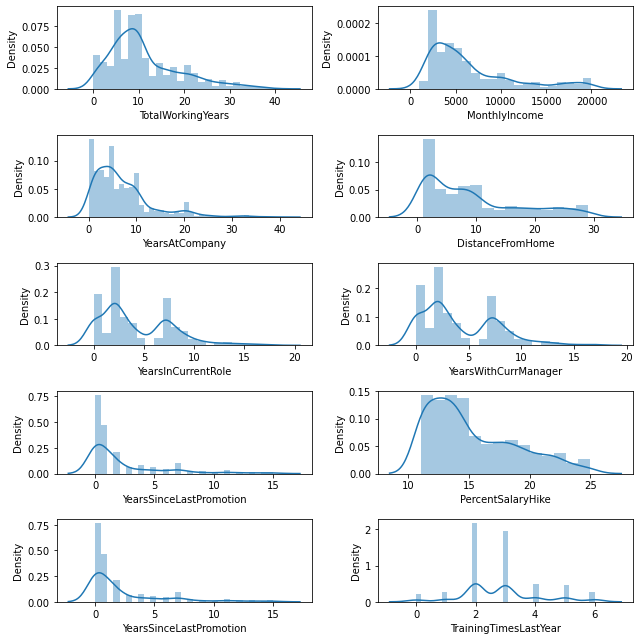 Density
0.075
0.050
0.025
0.000
0 10 20 30 40
TotalWorkingYears
Density
0.0002
0.0001
0.0000
0 5000 10000 15000 20000
MonthlyIncome
Density
0.10
0.05
0.00
0 10 20 30 40
YearsAtCompany
Density
0.10
0.05
0.00
0 10 20 30
DistanceFromHome
Density
0.3
0.2
0.1
0.0
0 5 10 15 20
YearsInCurrentRole
Density
0.2
0.1
0.0
0 5 10 15 20
YearsWithCurrManager
Density
0.75
0.50
0.25
0.00
0 5 10 15
YearsSinceLastPromotion
Density
0.15
0.10
0.05
0.00
10 15 20 25
PercentSalaryHike
Density
0.75
0.50
0.25
0.00
0 5 10 15
YearsSinceLastPromotion
Density
2
1
0
0 2 4 6
TrainingTimesLastYear